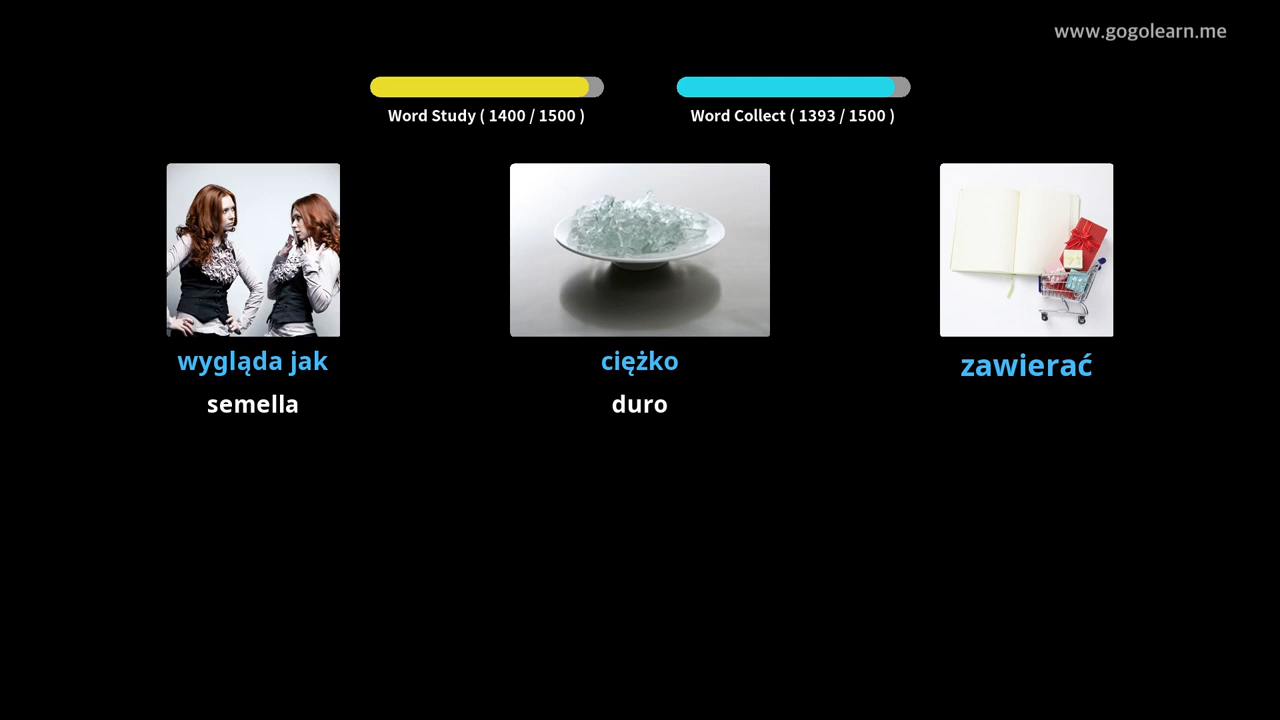 www.gogolearn.me
Word Study ( 1400 / 1500 )
Word Collect ( 1393 / 1500 )
wygląda jak
ciężko
zawierać
semella
duro